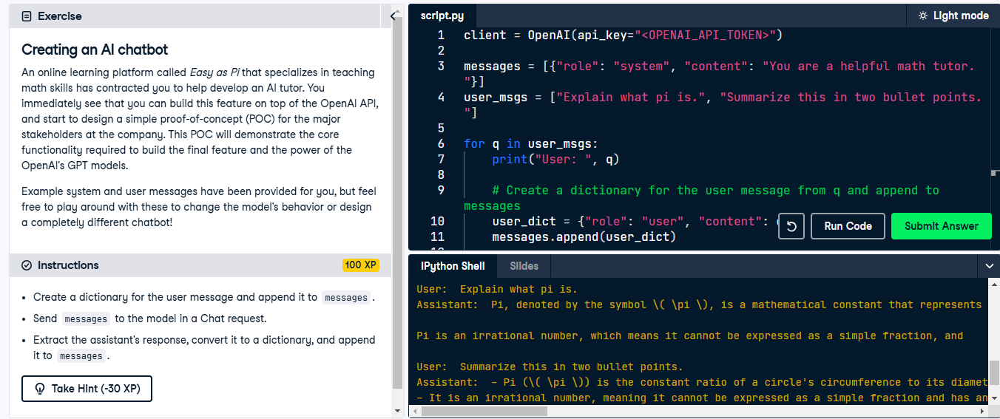 Exercise
Creating an AI chatbot
An online learning platform called Easy as Pi that specializes in teaching
math skills has contracted you to help develop an AI tutor. You
immediately see that you can build this feature on top of the OpenAI API,
and start to design a simple proof-of-concept (POC) for the major
stakeholders at the company. This POC will demonstrate the core
functionality required to build the final feature and the power of the
OpenAI's GPT models.
Example system and user messages have been provided for you, but feel
free to play around with these to change the model's behavior or design
a completely different chatbot!
Instructions
100 XP
• Create a dictionary for the user message and append it to messages .
• Send messages to the model in a Chat request.
• Extract the assistant's response, convert it to a dictionary, and append
it to messages .
Take Hint (-30 XP)
script.py
Light mode
1 client = OpenAI(api_key="<OPENAI_API_TOKEN>")
2
3 messages = [{"role": "system", "content": "You are a helpful math tutor.
"}]
4 user_msgs = ["Explain what pi is.", "Summarize this in two bullet points.
"]
5
6 for q in user_msgs:
7 print("User: ", q)
8
9 # Create a dictionary for the user message from q and append to
messages
10 user_dict = {"role": "user", "content":
11 messages.append(user_dict)
Run Code
Submit Answer
IPython Shell
Slides
User:  Explain what pi is.
Assistant:  Pi, denoted by the symbol \( \pi \), is a mathematical constant that represents
Pi is an irrational number, which means it cannot be expressed as a simple fraction, and
User:  Summarize this in two bullet points.
Assistant:  - Pi (\( \pi \)) is the constant ratio of a circle's circumference to its diamet
- It is an irrational number, meaning it cannot be expressed as a simple fraction and has an